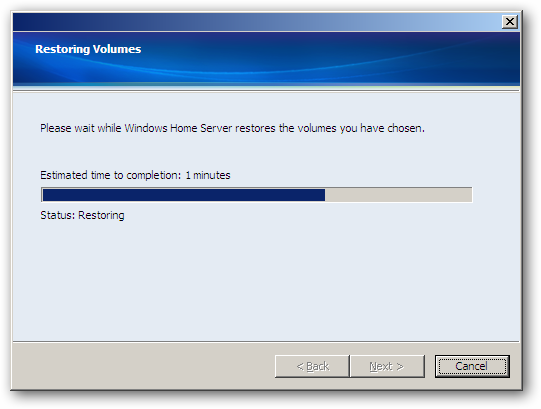 Restoring Volumes
Please wait while Windows Home Server restores the volumes you have chosen.
Estimated time to completion: 1 minutes
Status: Restoring
< Back Next > Cancel